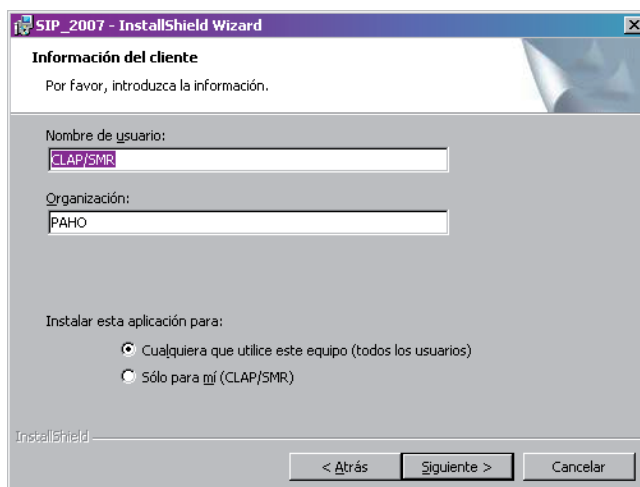 SIP_2007 - InstallShield Wizard
Información del cliente
Por favor, introduzca la información.
Nombre de usuario:
CLAP/SMR
Organización:
PAHO
Instalar esta aplicación para:
Cualquiera que utilice este equipo (todos los usuarios)
Sólo para mí (CLAP/SMR)
InstallShield
< Atrás Siguiente > Cancelar